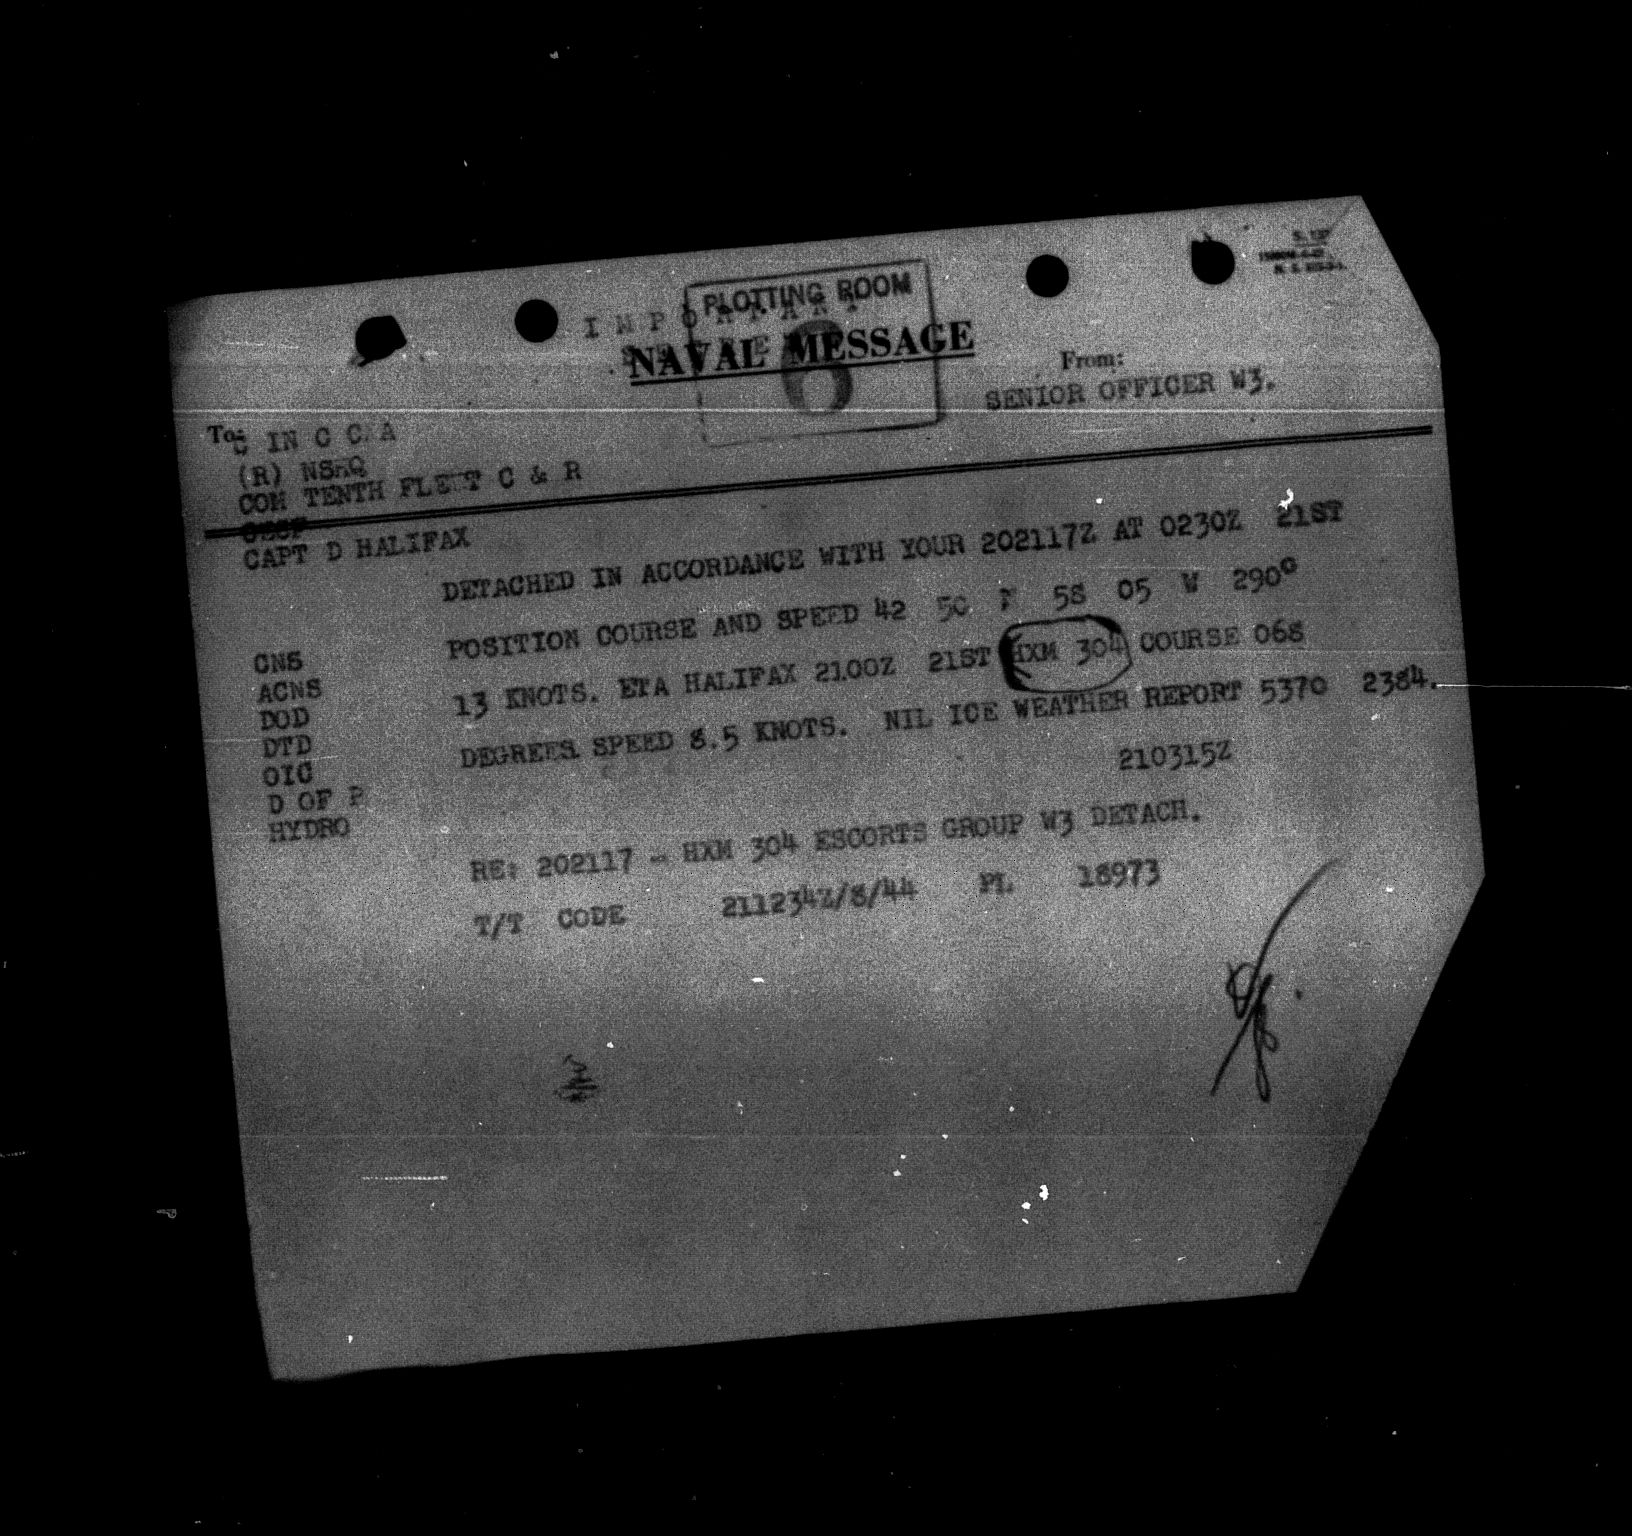 PLOTTING ROOM
6
IMPORTANT
NAVAL MESSAGE
From:
SENIOR OFFICER W3.
To:
C IN C C A
(R) NSHQ
COM TENTH FLEET C & R
CAPT D HALIFAX
DETACHED IN ACCORDANCE WITH YOUR 202117Z AT 0230Z 21ST
POSITION COURSE AND SPEED 42 50 N 58 05 W 290°
13 KNOTS. ETA HALIFAX 2100Z 21ST HXM 304 COURSE 068
DEGREES SPEED 8.5 KNOTS. NIL ICE WEATHER REPORT 5370 2384.
210315Z
CNS
ACNS
DOD
DTD
OIC
D OF P
HYDRO
RE: 202117 - HXM 304 ESCORTS GROUP W3 DETACH.
T/T CODE 211234Z/8/44 PL 18973